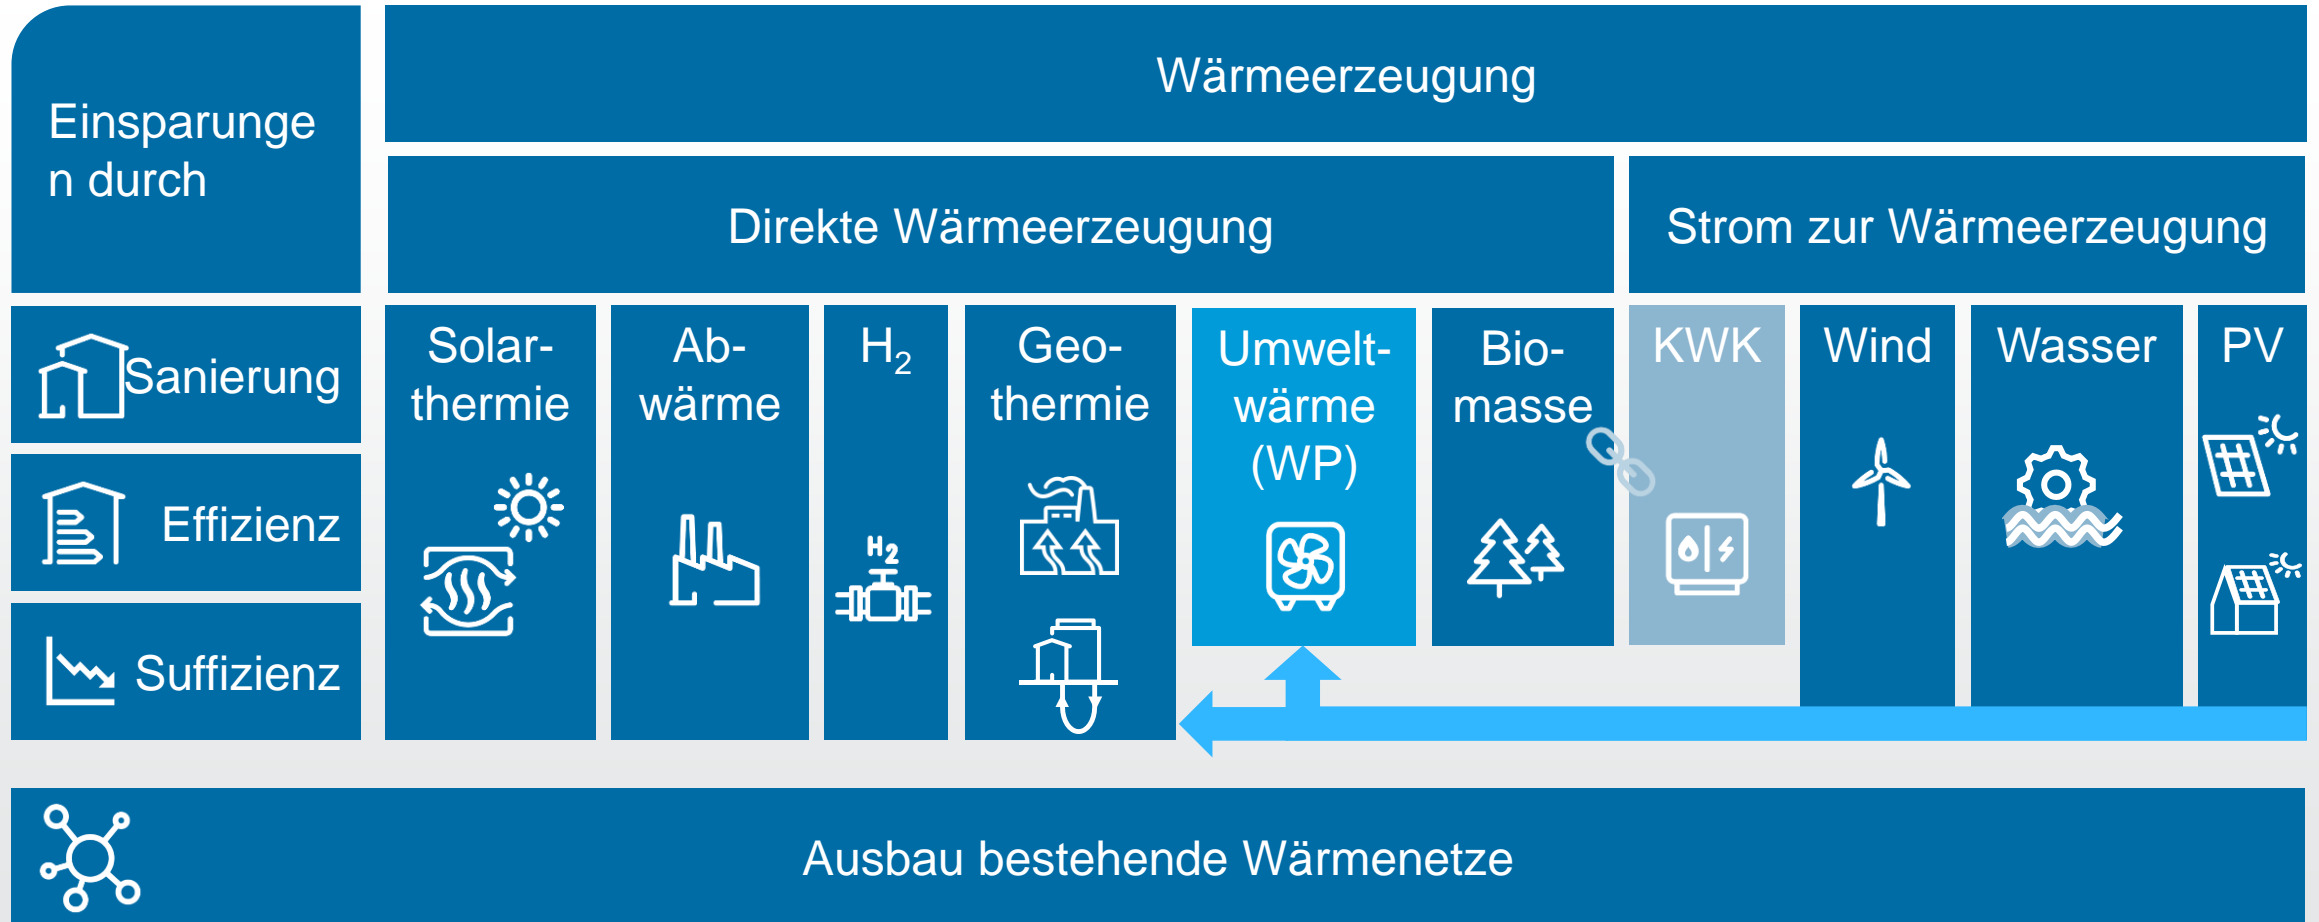 Einsparunge
n durch
Wärmeerzeugung
Direkte Wärmeerzeugung
Strom zur Wärmeerzeugung
Sanierung
Effizienz
Suffizienz
Solar-
thermie
Ab-
wärme
H₂
H₂
Geo-
thermie
Umwelt-
wärme
(WP)
Bio-
masse
KWK
Wind
Wasser
PV
Ausbau bestehende Wärmenetze